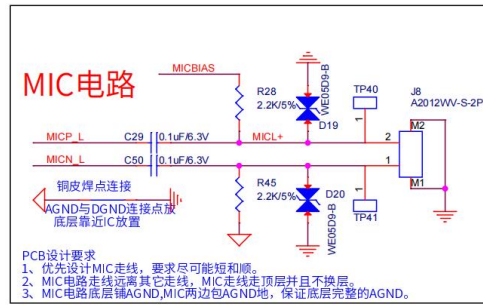 MICBIAS
MIC电路
R28
2.2K/5%
WE05D9-B
D19
TP40
1
J8
A2012WV-S-2P
M2
MICP_L
C29
0.1uF/6.3V
MICL+
2
MICN_L
C50
0.1uF/6.3V
1
铜皮焊点连接
AGND与DGND连接点放
底层靠近IC放置
R45
2.2K/5%
D20
WE05D9-B
1
TP41
M1
PCB设计要求
1、优先设计MIC走线，要求尽可能短和顺。
2、MIC电路走线远离其它走线，MIC走线走顶层并且不换层。
3、MIC电路底层铺AGND,MIC两边包AGND地，保证底层完整的AGND。